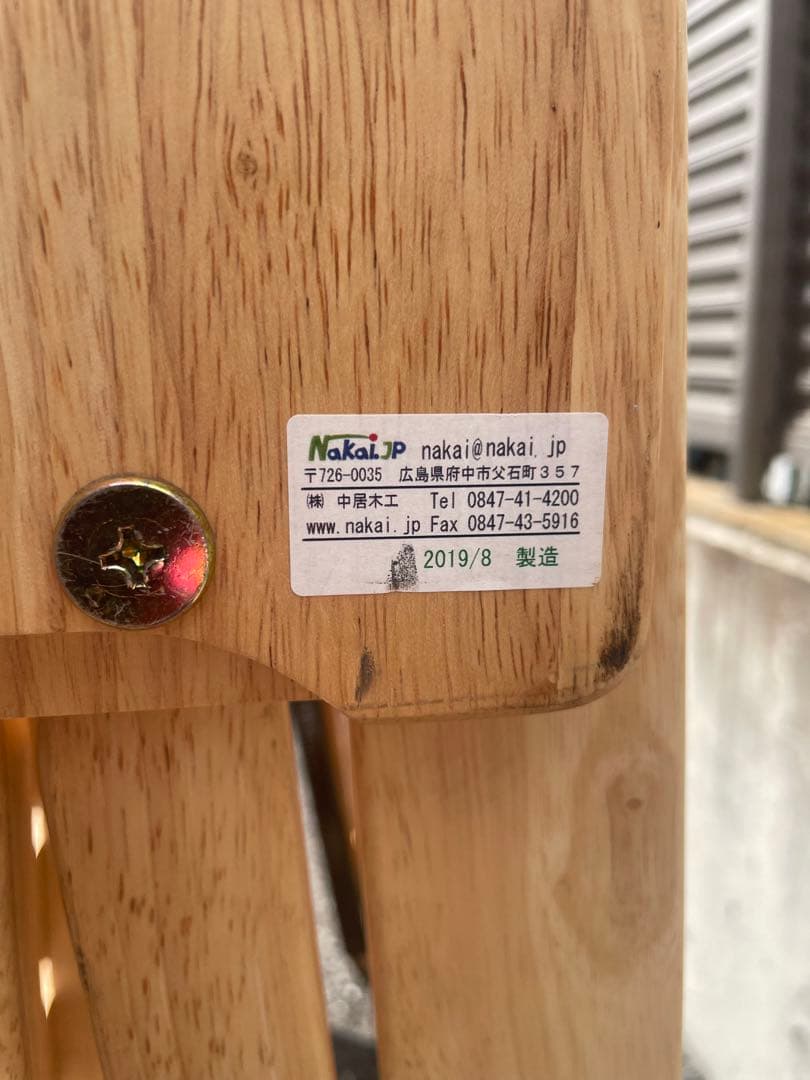 Nakai.JP nakai@nakai.jp
〒726-0035 広島県府中市父石町３５７
㈱ 中居木工 Tel 0847-41-4200
www.nakai.jp Fax 0847-43-5916
2019/8 製造